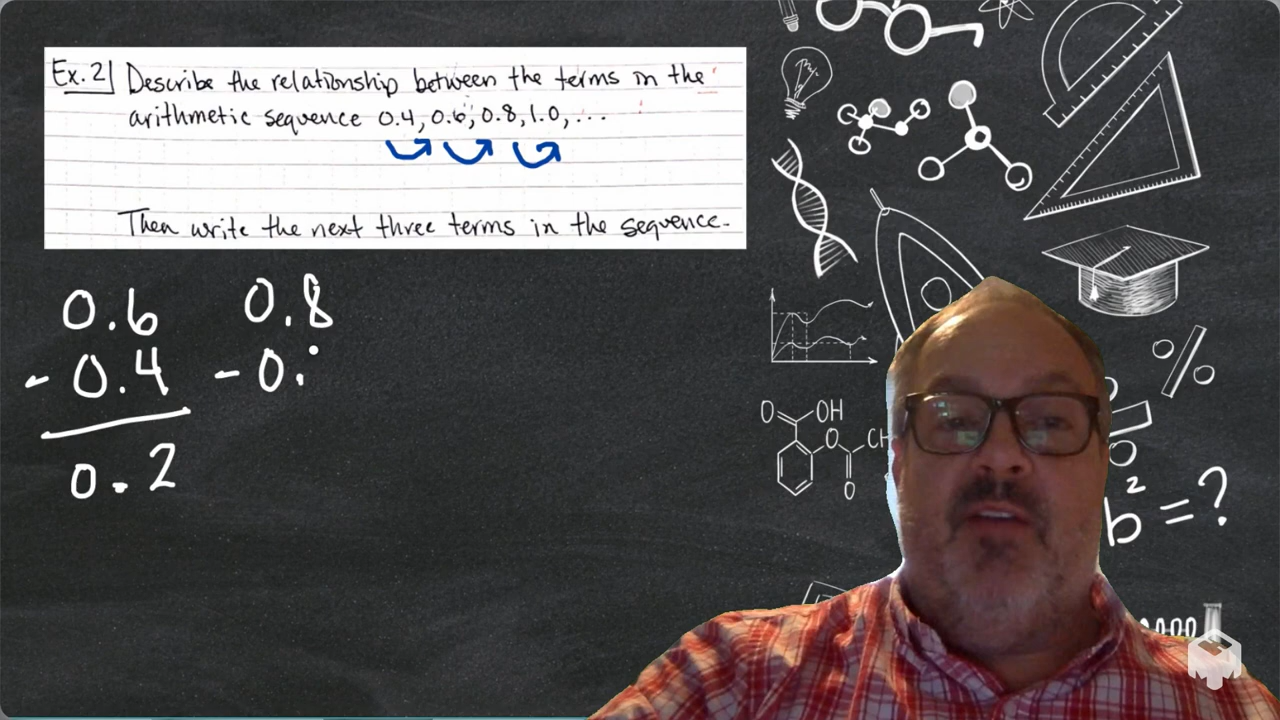 Ex. 2 Describe the relationship between the terms in the
arithmetic sequence 0.4, 0.6, 0.8, 1.0, ...
Then write the next three terms in the sequence.
0.6
- 0.4
0.2
0.8
- 0.
O OH
O
CH
O
b² = ?
%